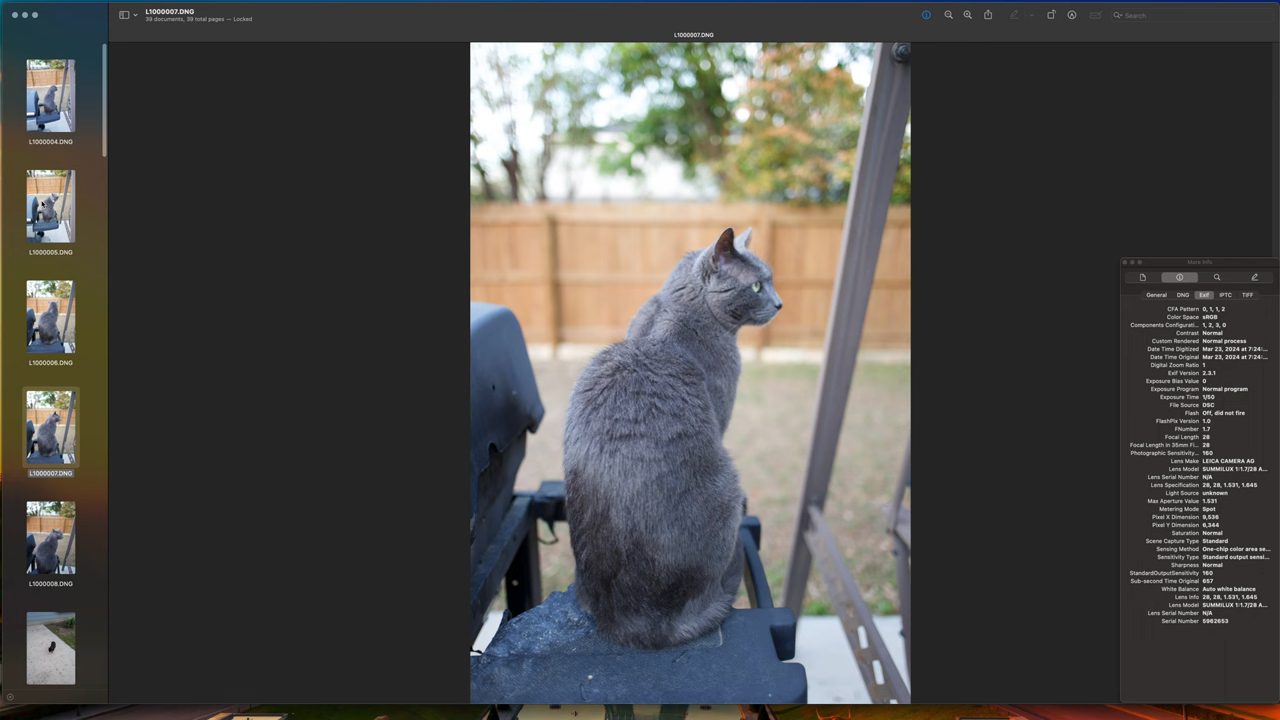 L1000007.DNG
39 documents, 39 total pages — Locked
Search
L1000007.DNG
L1000004.DNG
L1000005.DNG
L1000006.DNG
L1000007.DNG
L1000008.DNG
More Info
General DNG Exif IPTC TIFF
CFA Pattern 0, 1, 1, 2
Color Space sRGB
Components Configurati... 1, 2, 3, 0
Contrast Normal
Custom Rendered Normal process
Date Time Digitized Mar 23, 2024 at 7:24:...
Date Time Original Mar 23, 2024 at 7:24:...
Digital Zoom Ratio 1
Exif Version 2.3.1
Exposure Bias Value 0
Exposure Program Normal program
Exposure Time 1/50
File Source DSC
Flash Off, did not fire
FlashPix Version 1.0
FNumber 1.7
Focal Length 28
Focal Length In 35mm Fi... 28
Photographic Sensitivity... 160
Lens Make LEICA CAMERA AG
Lens Model SUMMILUX 1:1.7/28 A...
Lens Serial Number N/A
Lens Specification 28, 28, 1.531, 1.645
Light Source unknown
Max Aperture Value 1.531
Metering Mode Spot
Pixel X Dimension 9,536
Pixel Y Dimension 6,344
Saturation Normal
Scene Capture Type Standard
Sensing Method One-chip color area se...
Sensitivity Type Standard output sensi...
Sharpness Normal
StandardOutputSensitivity 160
Sub-second Time Original 657
White Balance Auto white balance
Lens Info 28, 28, 1.531, 1.645
Lens Model SUMMILUX 1:1.7/28 A...
Lens Serial Number N/A
Serial Number 5962653